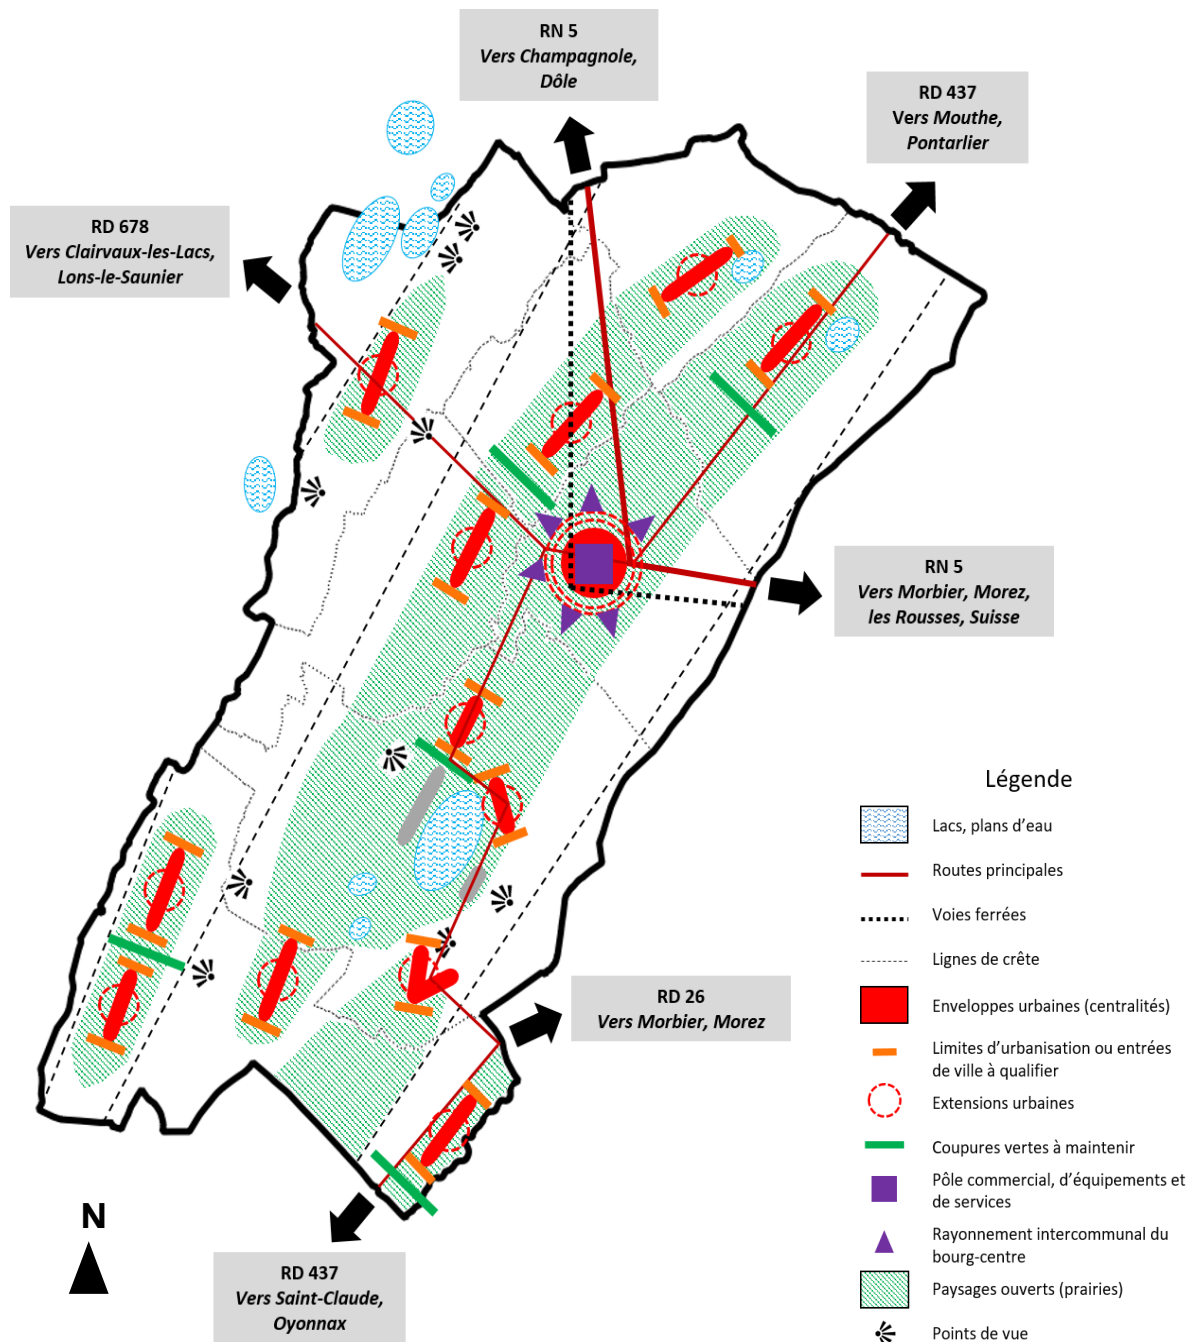 RN 5
Vers Champagnole,
Dôle
RD 437
Vers Mouthe,
Pontarlier
RD 678
Vers Clairvaux-les-Lacs,
Lons-le-Saunier
RN 5
Vers Morbier, Morez,
les Rousses, Suisse
RD 26
Vers Morbier, Morez
RD 437
Vers Saint-Claude,
Oyonnax
N
Légende
Lacs, plans d'eau
Routes principales
Voies ferrées
Lignes de crête
Enveloppes urbaines (centralités)
Limites d'urbanisation ou entrées
de ville à qualifier
Extensions urbaines
Coupures vertes à maintenir
Pôle commercial, d'équipements et
de services
Rayonnement intercommunal du
bourg-centre
Paysages ouverts (prairies)
Points de vue